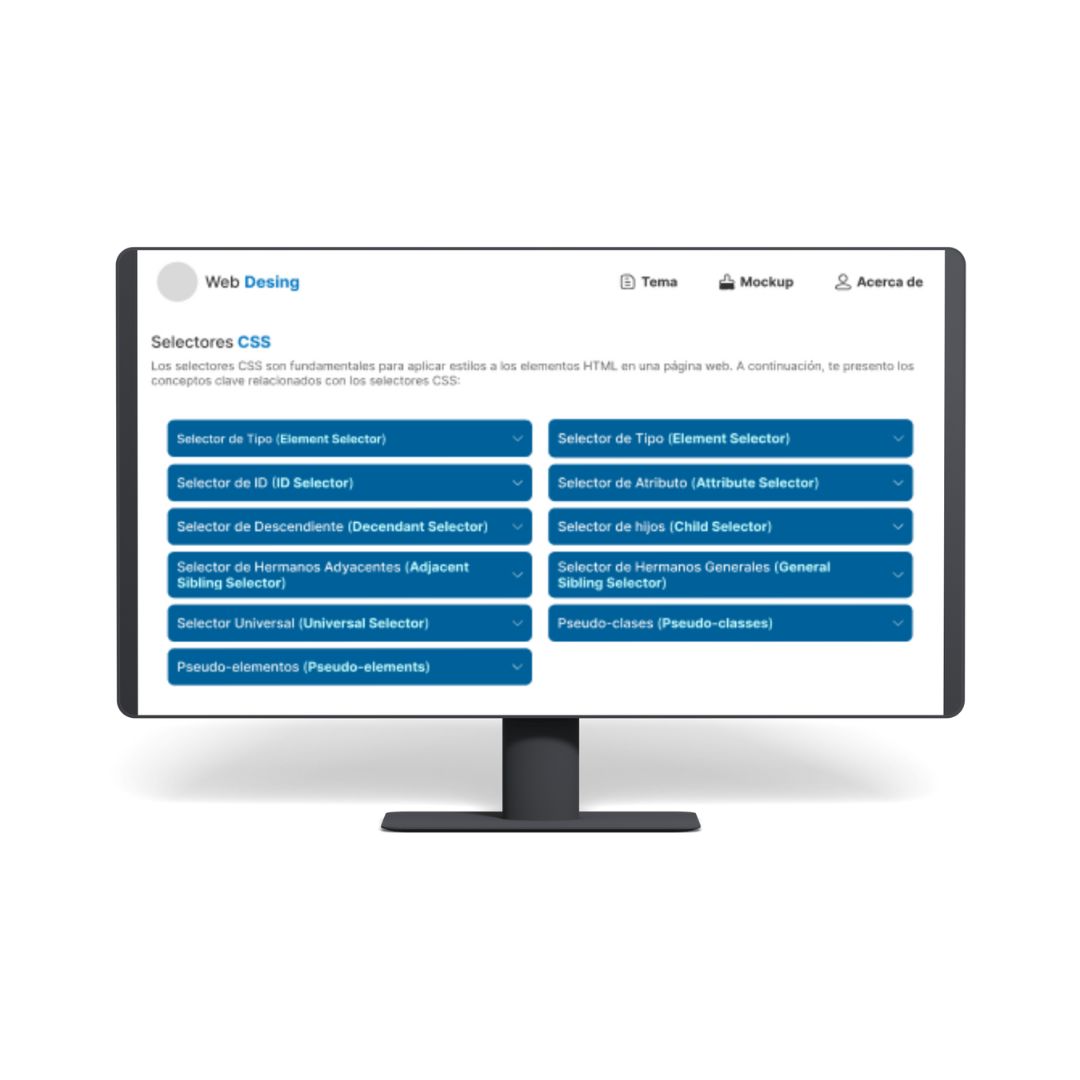 Web Desing
Tema
Mockup
Acerca de
Selectores CSS
Los selectores CSS son fundamentales para aplicar estilos a los elementos HTML en una página web. A continuación, te presento los
conceptos clave relacionados con los selectores CSS:
Selector de Tipo (Element Selector)
Selector de Tipo (Element Selector)
Selector de ID (ID Selector)
Selector de Atributo (Attribute Selector)
Selector de Descendiente (Decendant Selector)
Selector de hijos (Child Selector)
Selector de Hermanos Adyacentes (Adjacent
Sibling Selector)
Selector de Hermanos Generales (General
Sibling Selector)
Selector Universal (Universal Selector)
Pseudo-clases (Pseudo-classes)
Pseudo-elementos (Pseudo-elements)